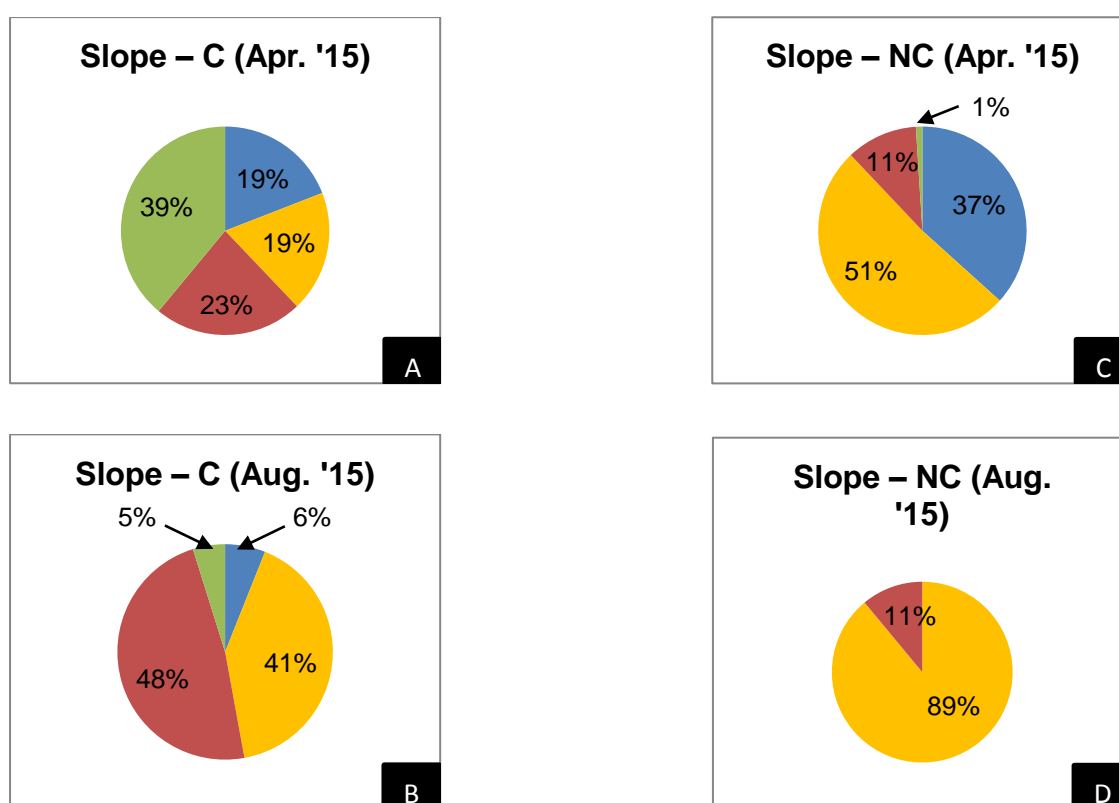 Slope – C (Apr. '15)
19%
19%
23%
39%
A
Slope – NC (Apr. '15)
1%
11%
37%
51%
C
Slope – C (Aug. '15)
5%
6%
41%
48%
B
Slope – NC (Aug.
'15)
11%
89%
D